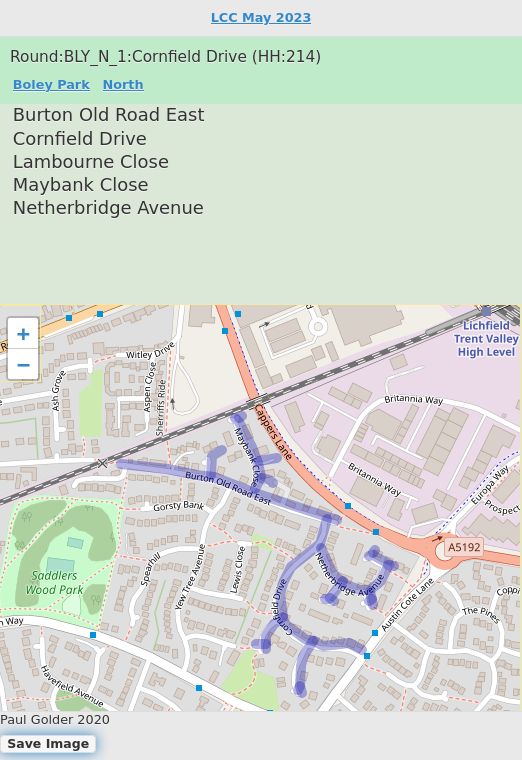 LCC May 2023
Round:BLY_N_1:Cornfield Drive (HH:214)
Boley Park North
Burton Old Road East
Cornfield Drive
Lambourne Close
Maybank Close
Netherbridge Avenue
+
−
Lichfield
Trent Valley
High Level
Witley Drive
Ash Grove
Aspen Close
Sherriffs Ride
Cappers Lane
Britannia Way
Maybank Close
Britannia Way
Europa Way
Burton Old Road East
Prospect
Gorsty Bank
A5192
Spearhill
Yew Tree Avenue
Lewis Close
Netherbridge Avenue
Saddlers
Wood Park
Cornfield Drive
Austin Cote Lane
The Pines
Coppi
n Way
Havefield Avenue
Paul Golder 2020
Save Image